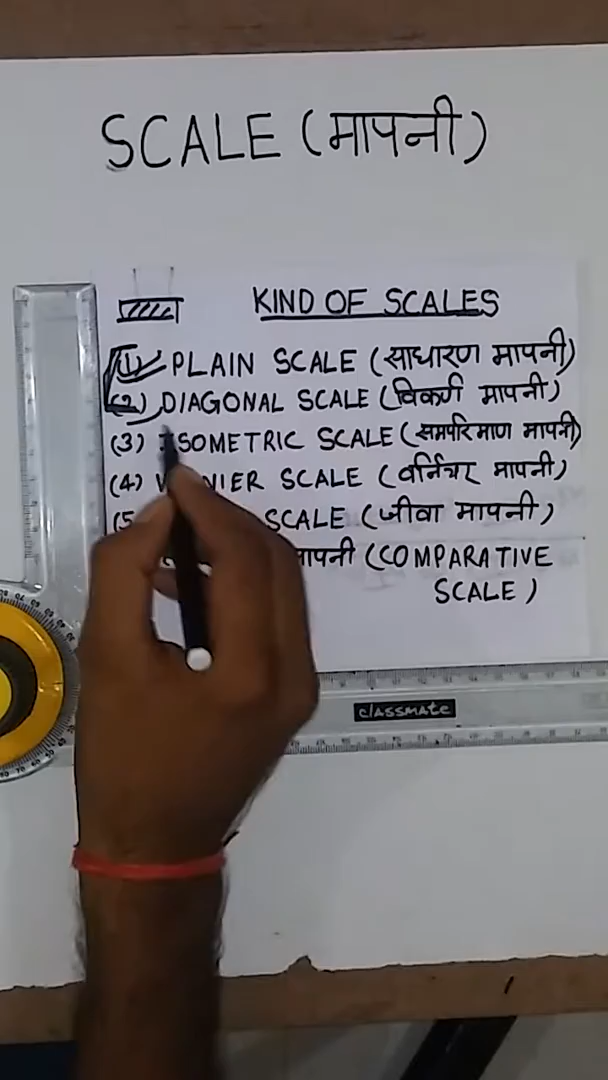 SCALE (मापनी)
KIND OF SCALES
(1) PLAIN SCALE (साधारण मापनी)
(2) DIAGONAL SCALE (विकर्ण मापनी)
(3) ISOMETRIC SCALE (समपरिमाण मापनी)
(4) SCALE (वर्नियर मापनी)
(5 SCALE (जीवा मापनी)
मापनी (COMPARATIVE
SCALE)
classmate